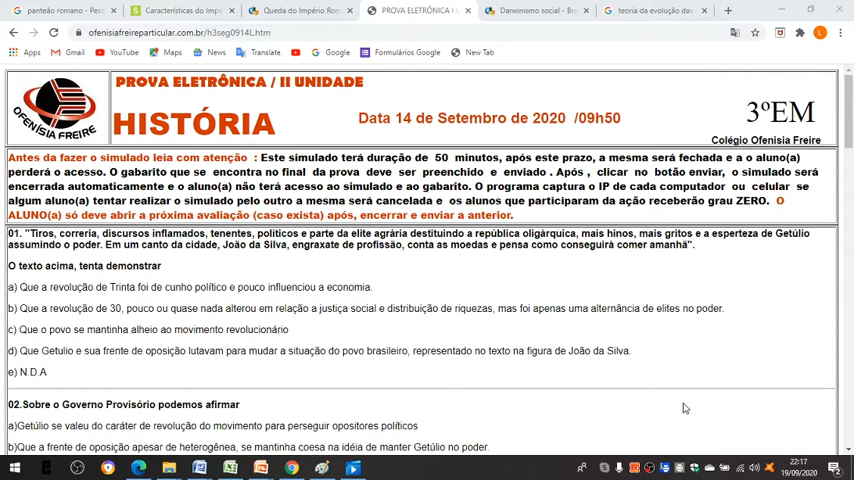 panteão romano - Pes
Características do Impé
Queda do Império Rom
PROVA ELETRÔNICA / I
Darwinismo social - Bra
teoria da evolução das
ofenisiafreireparticular.com.br/h3seg0914L.htm
Apps Gmail YouTube Maps News Translate Google Formulários Google New Tab
PROVA ELETRÔNICA / II UNIDADE
HISTÓRIA
Data 14 de Setembro de 2020 /09h50
3ºEM
OFENÍSIA FREIRE
Colégio Ofenisia Freire
Antes da fazer o simulado leia com atenção : Este simulado terá duração de 50 minutos, após este prazo, a mesma será fechada e a o aluno(a)
perderá o acesso. O gabarito que se encontra no final da prova deve ser preenchido e enviado . Após , clicar no botão enviar, o simulado será
encerrada automaticamente e o aluno(a) não terá acesso ao simulado e ao gabarito. O programa captura o IP de cada computador ou celular se
algum aluno(a) tentar realizar o simulado pelo outro a mesma será cancelada e os alunos que participaram da ação receberão grau ZERO. O
ALUNO(a) só deve abrir a próxima avaliação (caso exista) após, encerrar e enviar a anterior.
01. "Tiros, correria, discursos inflamados, tenentes, políticos e parte da elite agrária destituindo a república oligárquica, mais hinos, mais gritos e a esperteza de Getúlio
assumindo o poder. Em um canto da cidade, João da Silva, engraxate de profissão, conta as moedas e pensa como conseguirá comer amanhã".
O texto acima, tenta demonstrar
a) Que a revolução de Trinta foi de cunho político e pouco influenciou a economia.
b) Que a revolução de 30, pouco ou quase nada alterou em relação a justiça social e distribuição de riquezas, mas foi apenas uma alternância de elites no poder.
c) Que o povo se mantinha alheio ao movimento revolucionário
d) Que Getulio e sua frente de oposição lutavam para mudar a situação do povo brasileiro, representado no texto na figura de João da Silva.
e) N.D.A
02.Sobre o Governo Provisório podemos afirmar
a)Getúlio se valeu do caráter de revolução do movimento para perseguir opositores políticos
b)Que a frente de oposição apesar de heterogênea, se mantinha coesa na idéia de manter Getúlio no poder.
22:17
19/09/2020